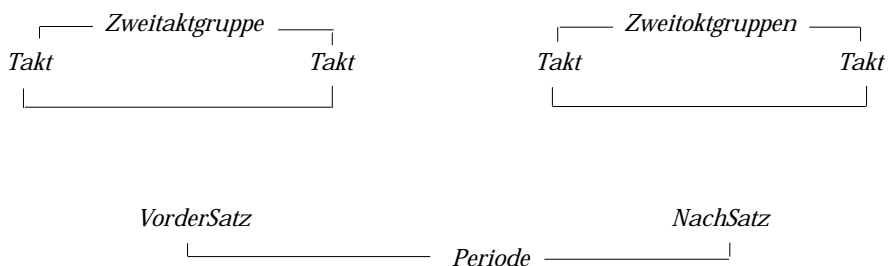 Zweitaktgruppe Zweitoktgruppen
Takt Takt Takt Takt
VorderSatz NachSatz
Periode